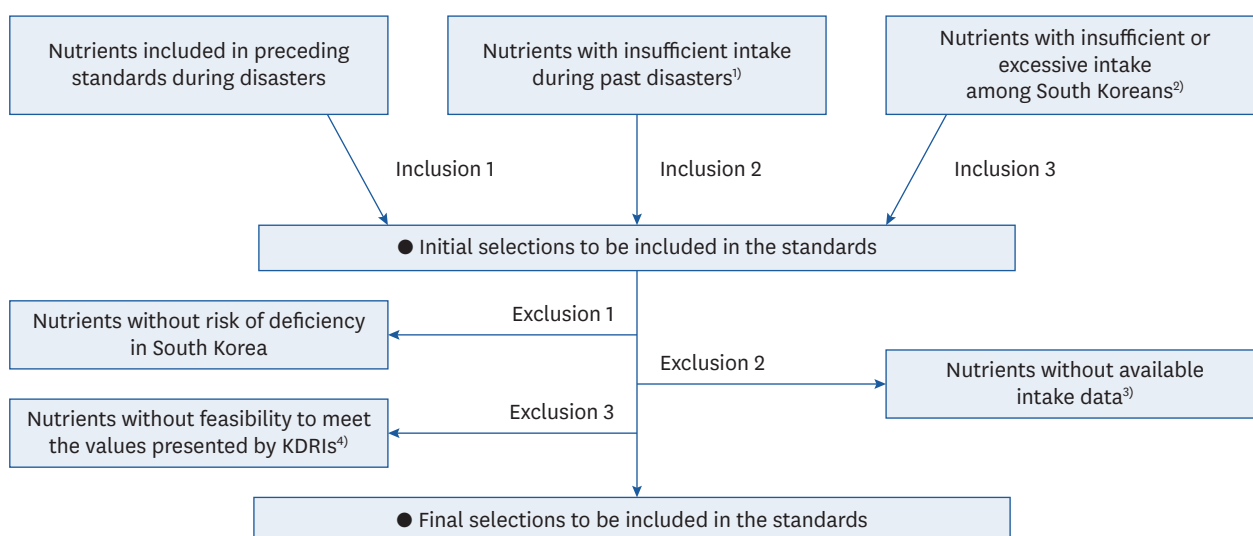 Nutrients included in preceding
standards during disasters
Nutrients with insufficient intake
during past disasters1)
Nutrients with insufficient or
excessive intake
among South Koreans2)
Inclusion 1
Inclusion 2
Inclusion 3
● Initial selections to be included in the standards
Exclusion 1
Nutrients without risk of deficiency
in South Korea
Exclusion 2
Nutrients without available
intake data3)
Exclusion 3
Nutrients without feasibility to meet
the values presented by KDRIs4)
● Final selections to be included in the standards